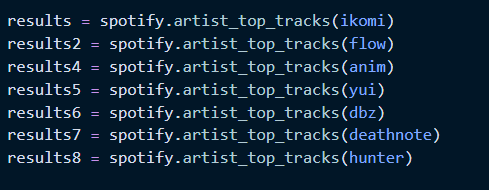 results = spotify.artist_top_tracks(ikomi)
results2 = spotify.artist_top_tracks(flow)
results4 = spotify.artist_top_tracks(anim)
results5 = spotify.artist_top_tracks(yui)
results6 = spotify.artist_top_tracks(dbz)
results7 = spotify.artist_top_tracks(deathnote)
results8 = spotify.artist_top_tracks(hunter)